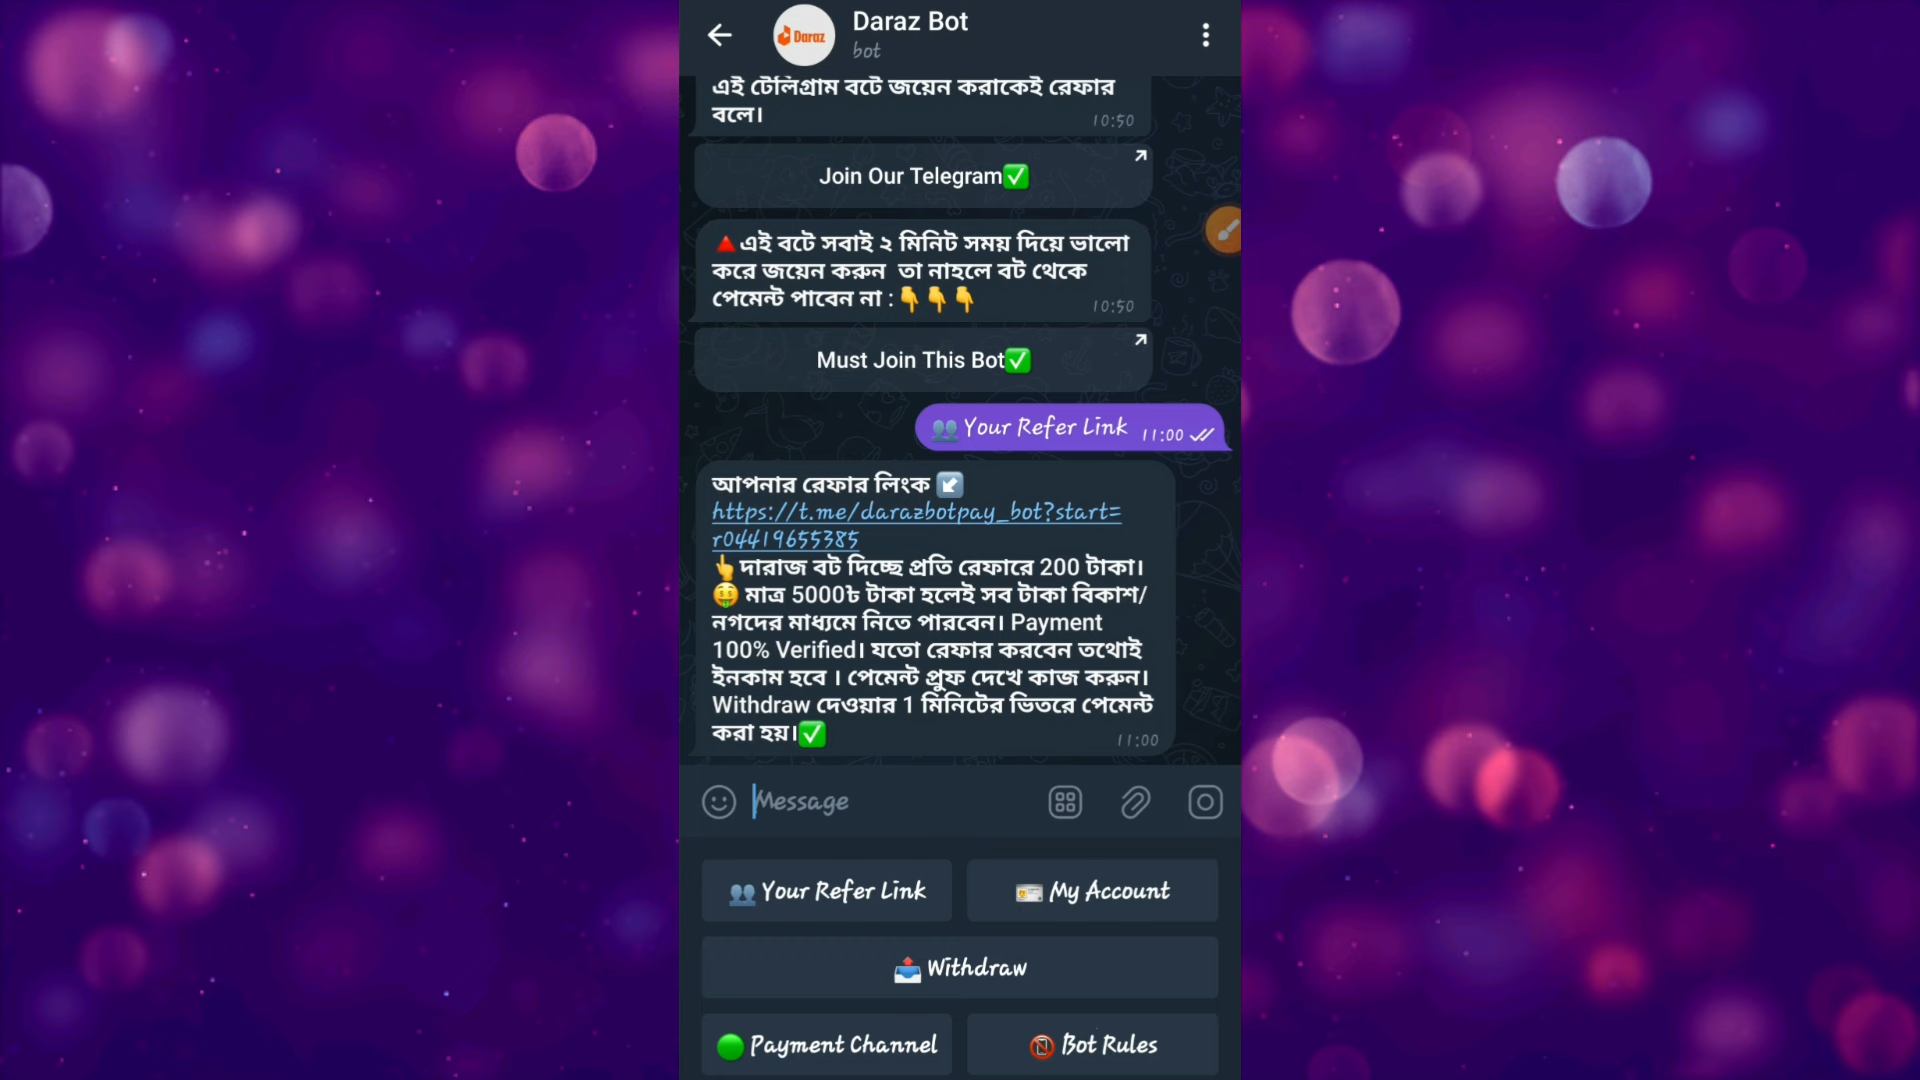 Daraz
Daraz Bot
bot
এই টেলিগ্রাম বটে জয়েন করাকেই রেফার
বলে।
10:50
Join Our Telegram✅
🔺এই বটে সবাই ২ মিনিট সময় দিয়ে ভালো
করে জয়েন করুন তা নাহলে বট থেকে
পেমেন্ট পাবেন না :👇👇👇
10:50
Must Join This Bot✅
👥 Your Refer Link 11:00
আপনার রেফার লিংক ↙️
https://t.me/darazbotpay_bot?start=
r04419655385
👆দারাজ বট দিচ্ছে প্রতি রেফারে 200 টাকা।
🤑 মাত্র 5000৳ টাকা হলেই সব টাকা বিকাশ/
নগদের মাধ্যমে নিতে পারবেন। Payment
100% Verified। যতো রেফার করবেন তথোই
ইনকাম হবে । পেমেন্ট প্রুফ দেখে কাজ করুন।
Withdraw দেওয়ার 1 মিনিটের ভিতরে পেমেন্ট
করা হয়।✅
11:00
Message
👥 Your Refer Link
🪪 My Account
📤 Withdraw
🟢 Payment Channel
📵 Bot Rules